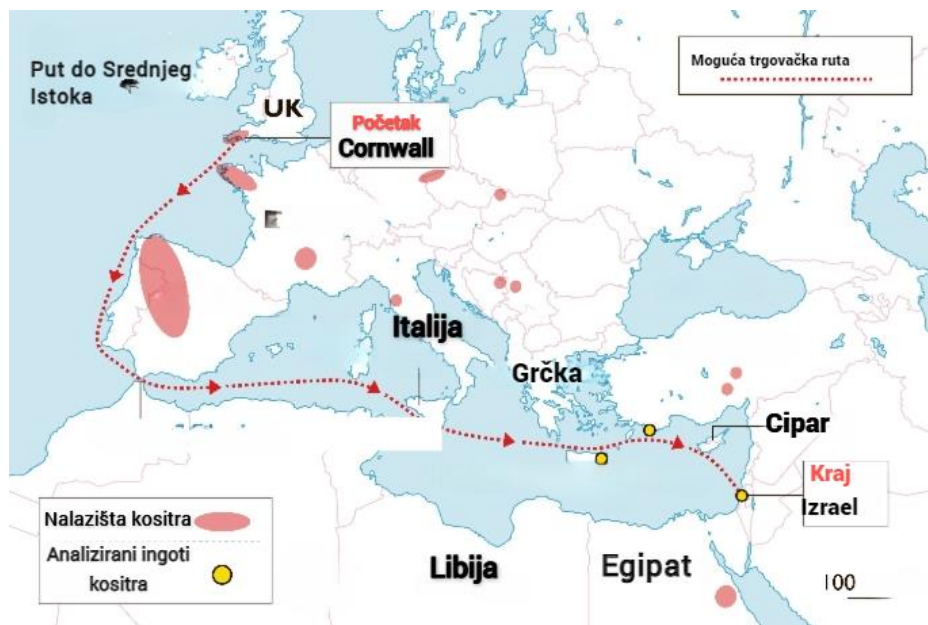 Put do Srednjeg
Istoka
UK
Moguća trgovačka ruta
Početak
Cornwall
Italija
Grčka
Cipar
Kraj
Izrael
Nalazišta kositra
Analizirani ingoti
kositra
Libija
Egipat
100